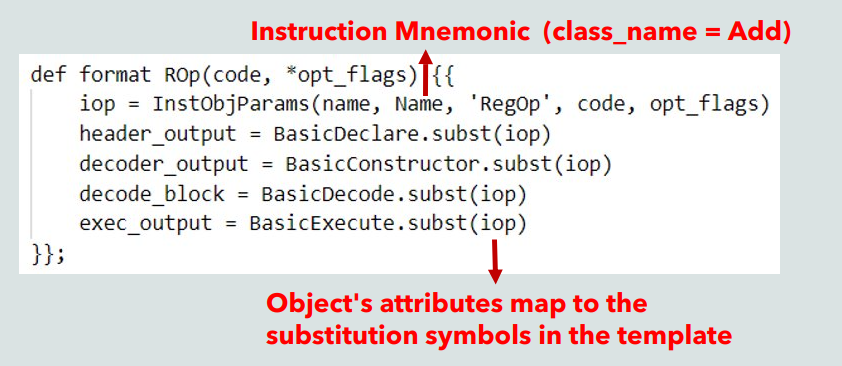 Instruction Mnemonic (class_name = Add)
def format ROp(code, *opt_flags) {{
iop = InstObjParams(name, Name, 'RegOp', code, opt_flags)
header_output = BasicDeclare.subst(iop)
decoder_output = BasicConstructor.subst(iop)
decode_block = BasicDecode.subst(iop)
exec_output = BasicExecute.subst(iop)
}};
Object's attributes map to the
substitution symbols in the template